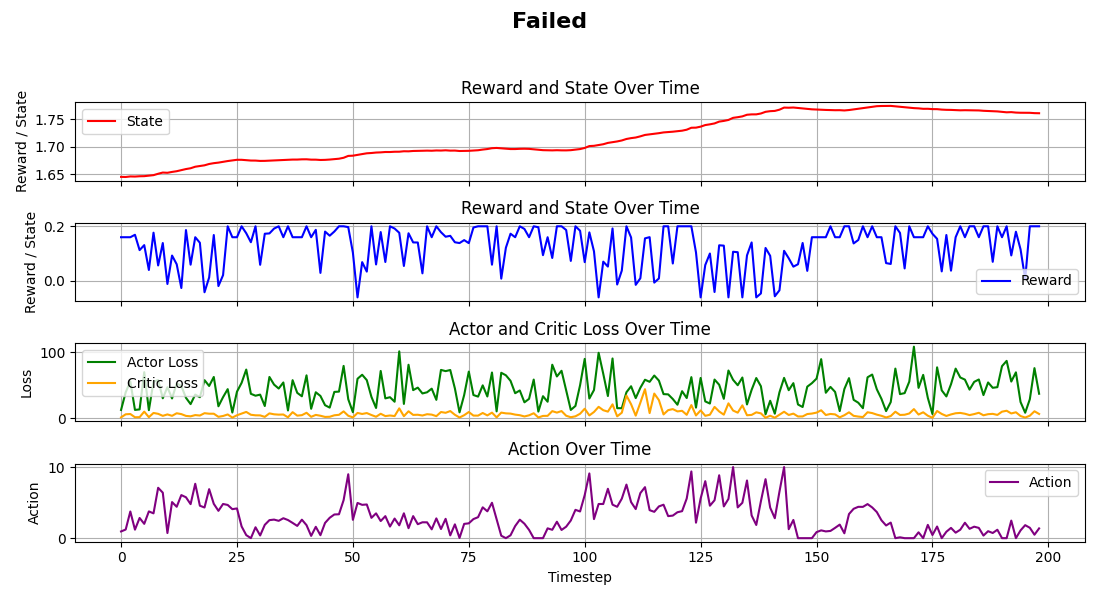 Failed
Reward and State Over Time
Reward / State
1.75
1.70
1.65
State
Reward and State Over Time
Reward / State
0.2
0.0
Reward
Actor and Critic Loss Over Time
Loss
100
0
Actor Loss
Critic Loss
Action Over Time
Action
10
0
Action
0 25 50 75 100 125 150 175 200
Timestep